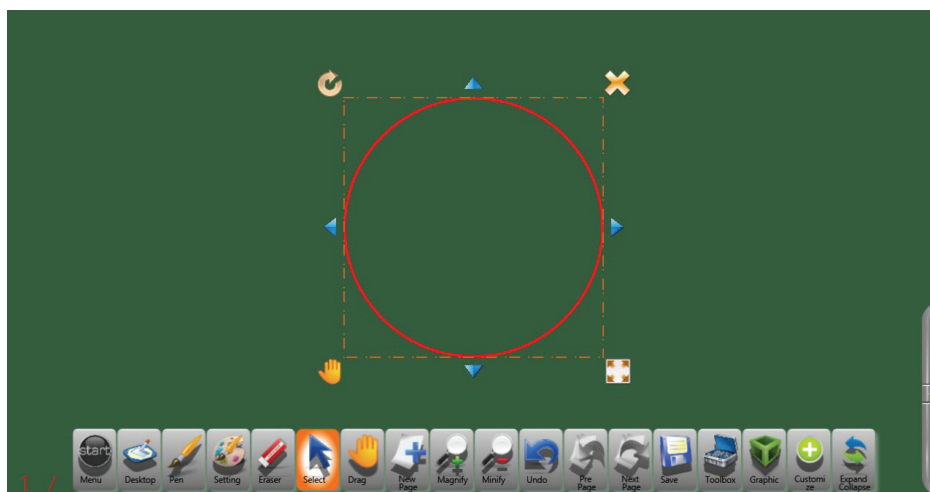 start
Menu
Desktop
Pen
Setting
Eraser
Select
Drag
New
Page
Magnify
Minify
Undo
Pre
Page
Next
Page
Save
Toolbox
Graphic
Customi
ze
Expand
Collapse